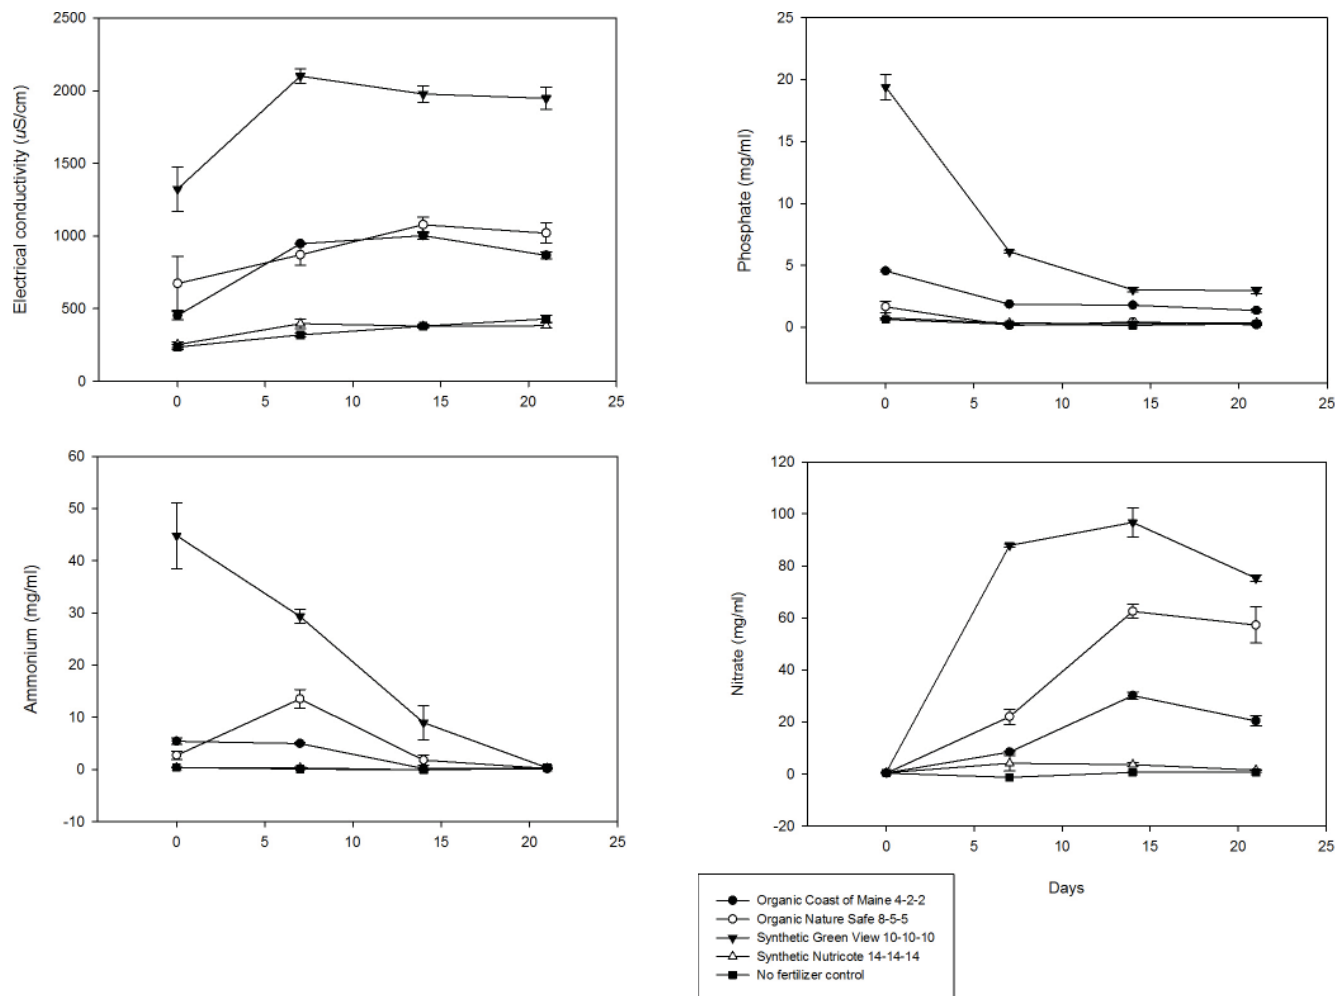 Electrical conductivity (uS/cm)
2500
2000
1500
1000
500
0
0 5 10 15 20 25
Phosphate (mg/ml)
25
20
15
10
5
0
0 5 10 15 20 25
Ammonium (mg/ml)
60
50
40
30
20
10
0
-10
0 5 10 15 20 25
Nitrate (mg/ml)
120
100
80
60
40
20
0
-20
0 5 10 15 20 25
Days
Organic Coast of Maine 4-2-2
Organic Nature Safe 8-5-5
Synthetic Green View 10-10-10
Synthetic Nutricote 14-14-14
No fertilizer control